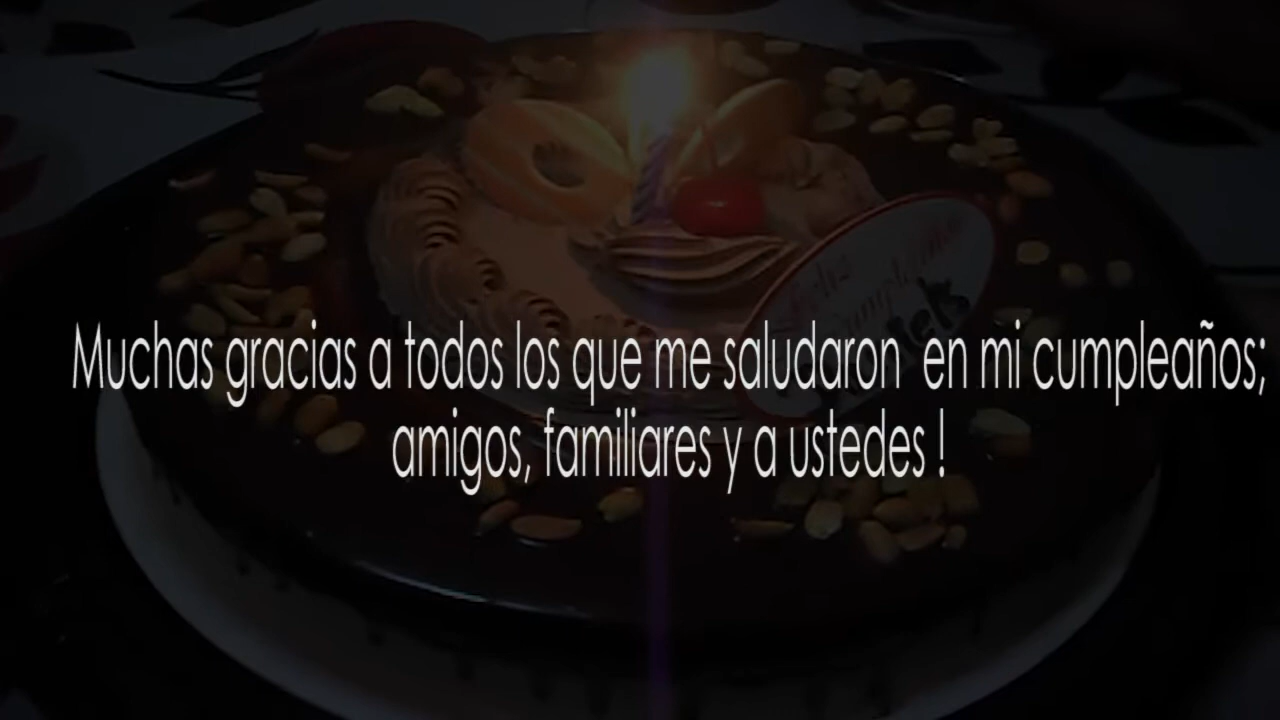 Muchas gracias a todos los que me saludaron en mi cumpleaños;
amigos, familiares y a ustedes !